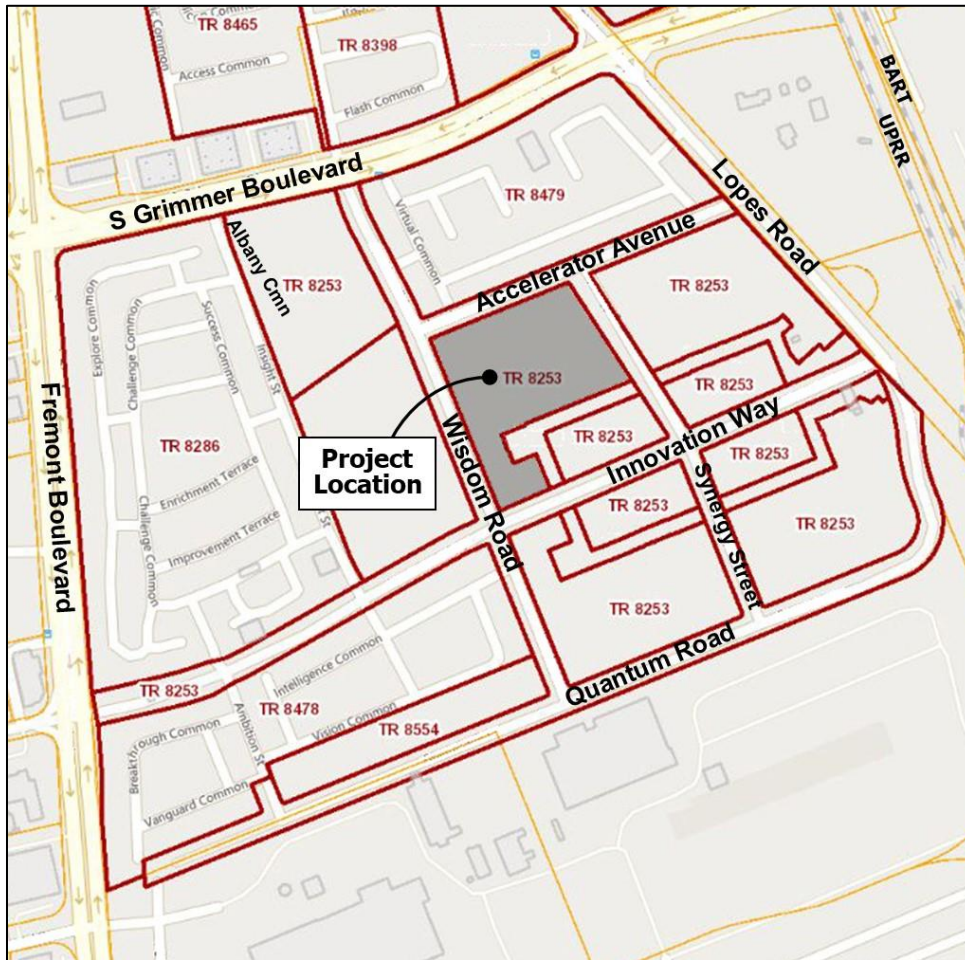 TR 8465
TR 8398
Access Common
Flash Common
BART
UPRR
S Grimmer Boulevard
TR 8479
Lopes Road
Virtual Common
Albany Cmn
TR 8253
Accelerator Avenue
TR 8253
Explore Common
Challenge Common
Success Common
Insight St
TR 8253
TR 8253
Fremont Boulevard
TR 8286
Project
Location
Wisdom Road
TR 8253
Innovation Way
TR 8253
Enrichment Terrace
Synergy Street
TR 8253
TR 8253
Challenge Common
Improvement Terrace
St
TR 8253
Quantum Road
Intelligence Common
TR 8253
TR 8478
Vision Common
TR 8554
Ambition St
Common
Vanguard Common